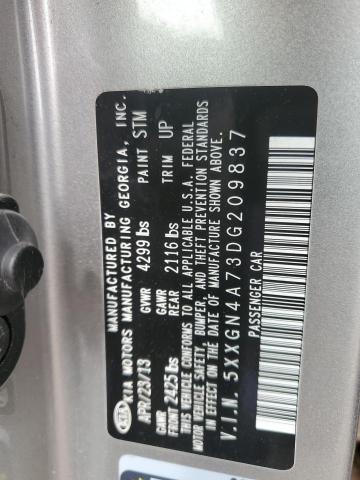 MANUFACTURED BY
KIA KIA MOTORS MANUFACTURING GEORGIA, INC.
APR/23/13 GVWR 4299 lbs PAINT STM
GAWR FRONT 2425 lbs GAWR REAR 2116 lbs TRIM UP
THIS VEHICLE CONFORMS TO ALL APPLICABLE U.S.A. FEDERAL
MOTOR VEHICLE SAFETY, BUMPER, AND THEFT PREVENTION STANDARDS
IN EFFECT ON THE DATE OF MANUFACTURE SHOWN ABOVE.
V.I.N. 5XXGN4A73DG209837
PASSENGER CAR